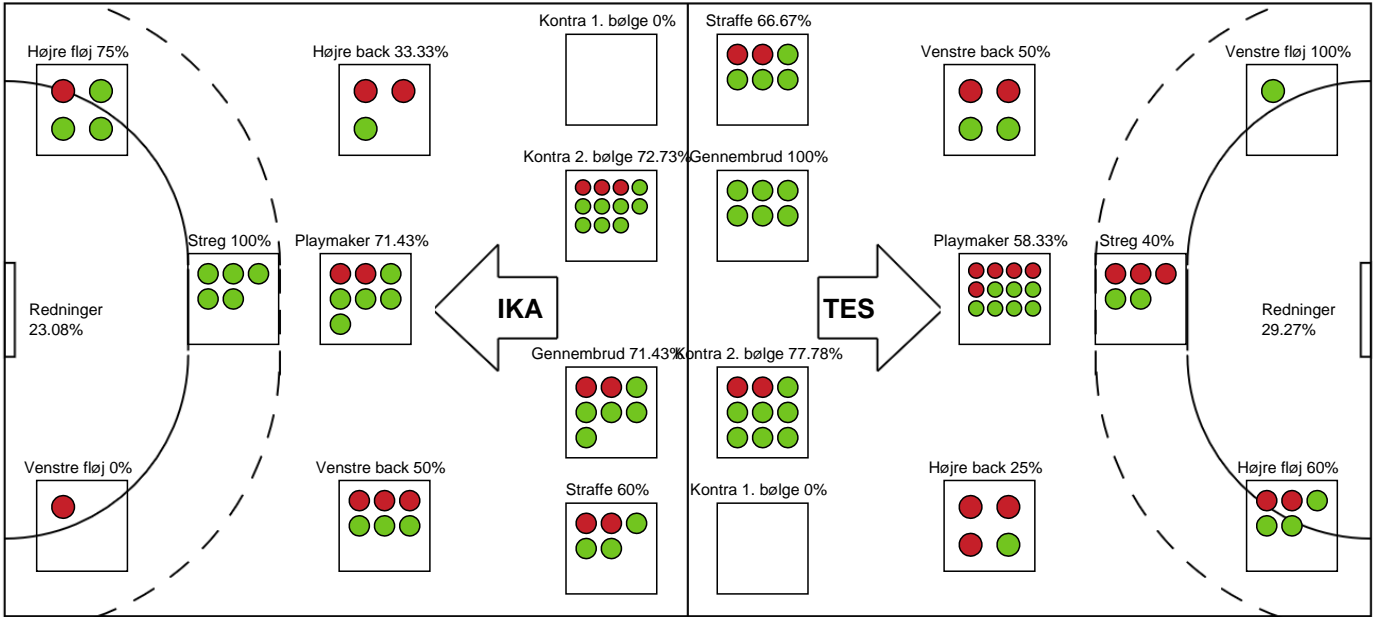 Kontra 1. bølge 0%
Straffe 66.67%
Højre fløj 75%
Højre back 33.33%
Venstre back 50%
Venstre fløj 100%
Kontra 2. bølge 72.73%
Gennembrud 100%
Streg 100%
Playmaker 71.43%
Playmaker 58.33%
Streg 40%
Redninger
23.08%
IKA
TES
Redninger
29.27%
Gennembrud 71.43%
Kontra 2. bølge 77.78%
Venstre fløj 0%
Venstre back 50%
Højre back 25%
Højre fløj 60%
Straffe 60%
Kontra 1. bølge 0%